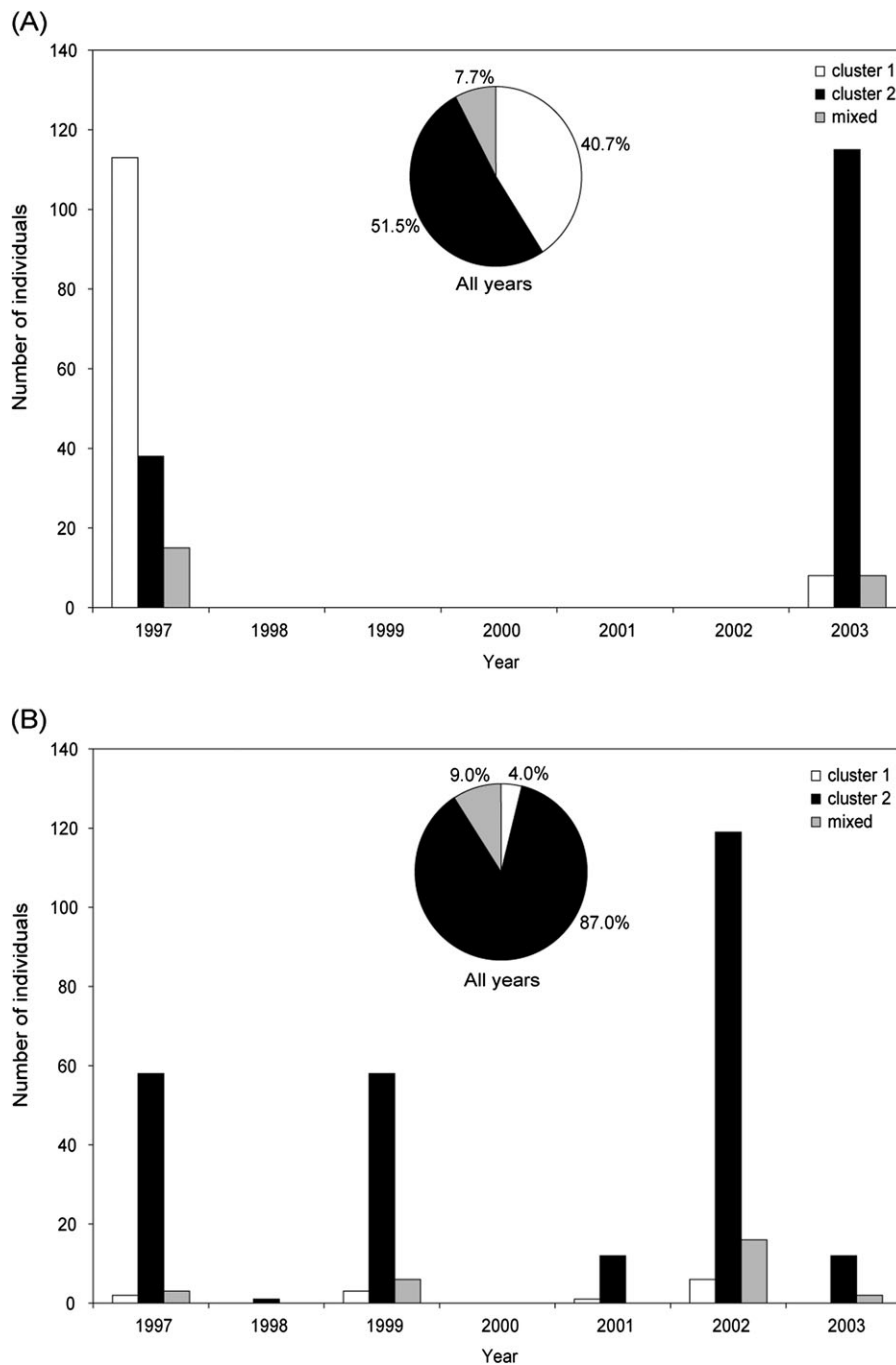 (A)
140
120
100
80
60
40
20
0
Number of individuals
7.7%
40.7%
51.5%
All years
cluster 1
cluster 2
mixed
1997 1998 1999 2000 2001 2002 2003
Year
(B)
140
120
100
80
60
40
20
0
Number of individuals
9.0% 4.0%
87.0%
All years
cluster 1
cluster 2
mixed
1997 1998 1999 2000 2001 2002 2003
Year